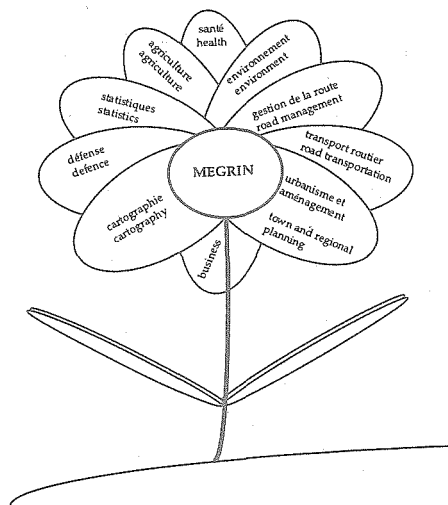 santé
health
agriculture
agriculture
environnement
environment
statistiques
statistics
gestion de la route
road management
défense
defence
transport routier
road transportation
MEGRIN
urbanisme et
aménagement
town and regional
planning
cartographie
cartography
business